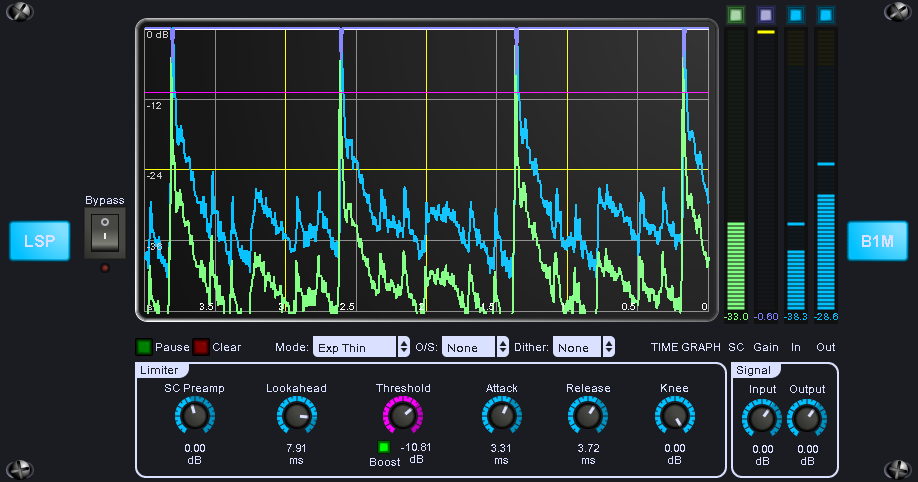 0 dB
-12
-24
-36
3.5
2.5
0.5
0
-33.0
-0.60
-38.3
-28.6
Bypass
LSP
B1M
Pause
Clear
Mode:
Exp Thin
O/S:
None
Dither:
None
TIME GRAPH
SC
Gain
In
Out
Limiter
Signal
SC Preamp
Lookahead
Threshold
Attack
Release
Knee
Input
Output
0.00
dB
7.91
ms
Boost
-10.81
dB
3.31
ms
3.72
ms
0.00
dB
0.00
dB
0.00
dB